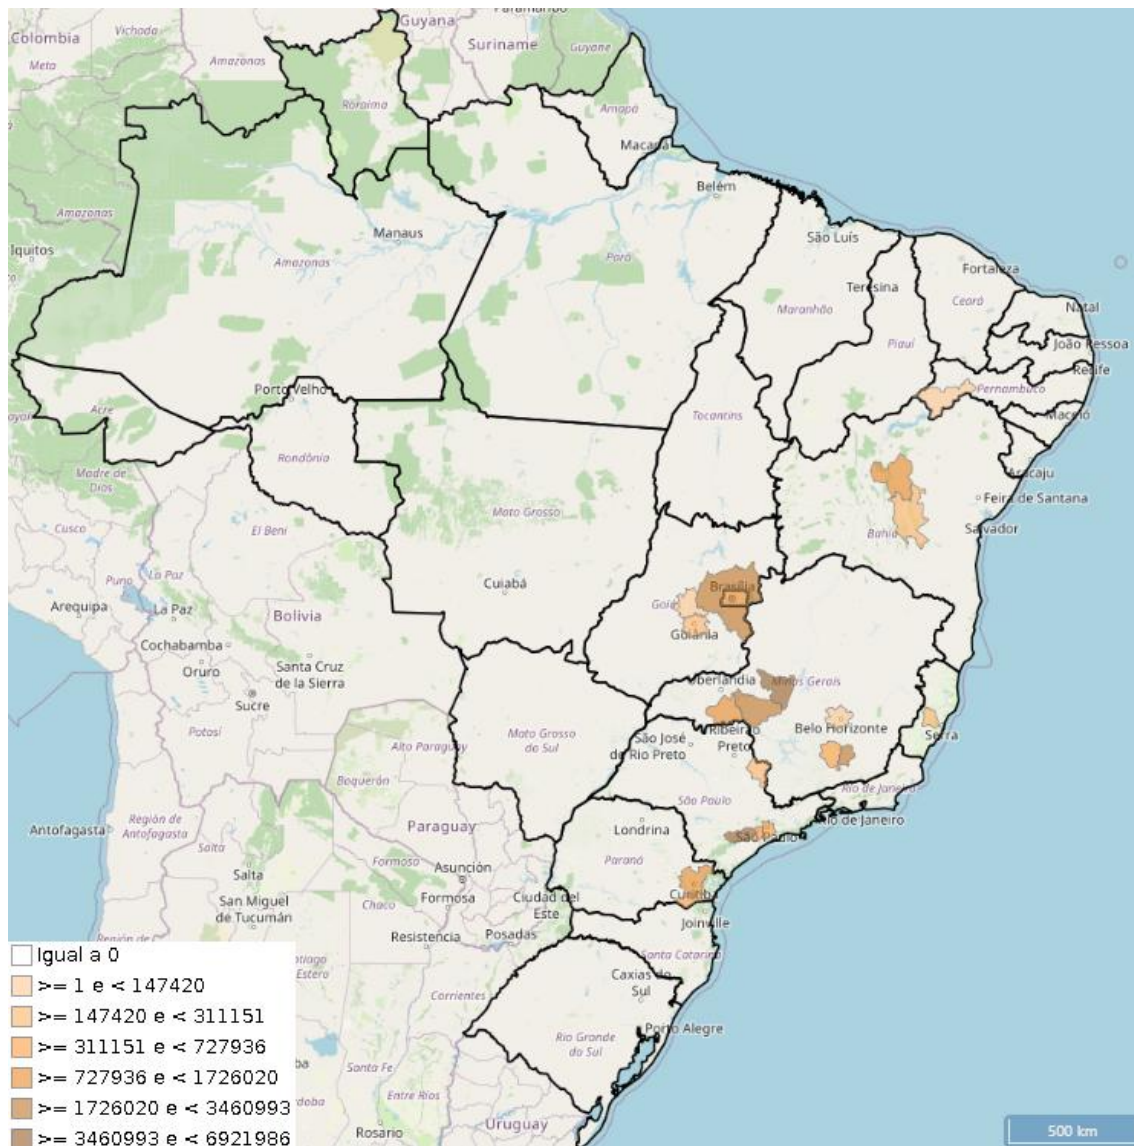 Paramaribo
Guyana
Colombia
Vichada
Suriname
Meta
Amazonas
Guyane
Roraima
Amapá
Macapá
Belém
Amazonas
São Luís
Manaus
Iquitos
Amazonas
Pará
Fortaleza
Teresina
Ceará
Maranhão
Natal
Piauí
João Pessoa
Recife
Porto Velho
Pernambuco
Acre
Tocantins
Maceió
Rondônia
Aracaju
Madre de
Dios
Feira de Santana
Mato Grosso
Cusco
El Beni
Salvador
Bahia
Puno
La Paz
Cuiabá
Brasília
Arequipa
La Paz
Bolivia
Goiânia
Cochabamba
Oruro
Santa Cruz
de la Sierra
Uberlândia
Minas Gerais
Sucre
Potosí
Belo Horizonte
Serra
Mato Grosso
do Sul
São José
do Rio Preto
Ribeirão
Preto
Alto Paraguay
Boquerón
Rio de Janeiro
São Paulo
Rio de Janeiro
Antofagasta
Región de
Antofagasta
Jujuy
Salta
Paraguay
Londrina
São Paulo
Paraná
Asunción
Formosa
Salta
Chaco
Formosa
San Miguel
de Tucumán
Ciudad del
Este
Curitiba
Joinville
Resistencia
Posadas
Santa Catarina
Caxias do
Sul
Corrientes
Porto Alegre
Rio Grande
do Sul
Santa Fe
Entre Ríos
Rosario
Uruguay
Igual a 0
>= 1 e < 147420
>= 147420 e < 311151
>= 311151 e < 727936
>= 727936 e < 1726020
>= 1726020 e < 3460993
>= 3460993 e < 6921986
500 km